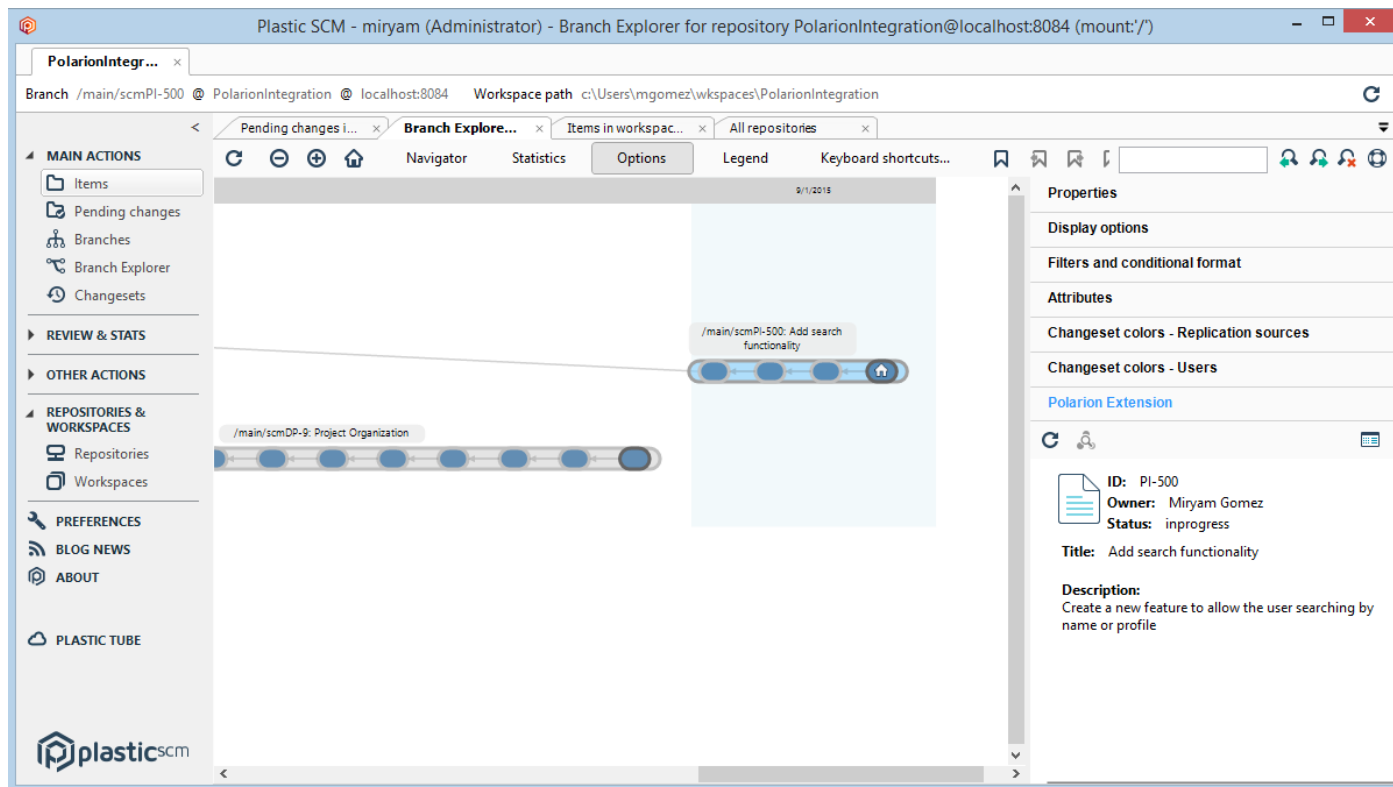 Plastic SCM - miryam (Administrator) - Branch Explorer for repository PolarionIntegration@localhost:8084 (mount:'/')
PolarionIntegr...
Branch /main/scmPI-500 @ PolarionIntegration @ localhost:8084 Workspace path c:\Users\mgomez\wkspaces\PolarionIntegration
Pending changes i... Branch Explore... Items in workspac... All repositories
MAIN ACTIONS
Items
Pending changes
Branches
Branch Explorer
Changesets
REVIEW & STATS
OTHER ACTIONS
REPOSITORIES &
WORKSPACES
Repositories
Workspaces
PREFERENCES
BLOG NEWS
ABOUT
PLASTIC TUBE
plasticscm
Navigator Statistics Options Legend Keyboard shortcuts...
9/1/2015
/main/scmPI-500: Add search
functionality
/main/scmDP-9: Project Organization
Properties
Display options
Filters and conditional format
Attributes
Changeset colors - Replication sources
Changeset colors - Users
Polarion Extension
ID: PI-500
Owner: Miryam Gomez
Status: inprogress
Title: Add search functionality
Description:
Create a new feature to allow the user searching by
name or profile